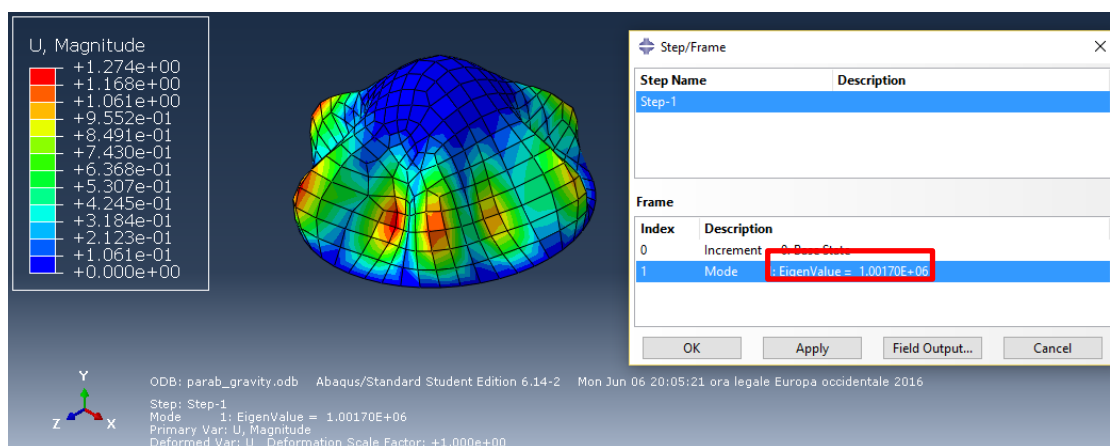 U, Magnitude
+1.274e+00
+1.168e+00
+1.061e+00
+9.552e-01
+8.491e-01
+7.430e-01
+6.368e-01
+5.307e-01
+4.245e-01
+3.184e-01
+2.123e-01
+1.061e-01
+0.000e+00
Step/Frame
Step Name Description
Step-1
Frame
Index Description
0 Increment 0: Base State
1 Mode : EigenValue = 1.00170E+06
OK Apply Field Output... Cancel
Y
Z X
ODB: parab_gravity.odb Abaqus/Standard Student Edition 6.14-2 Mon Jun 06 20:05:21 ora legale Europa occidentale 2016
Step: Step-1
Mode 1: EigenValue = 1.00170E+06
Primary Var: U, Magnitude
Deformed Var: U Deformation Scale Factor: +1.000e+00